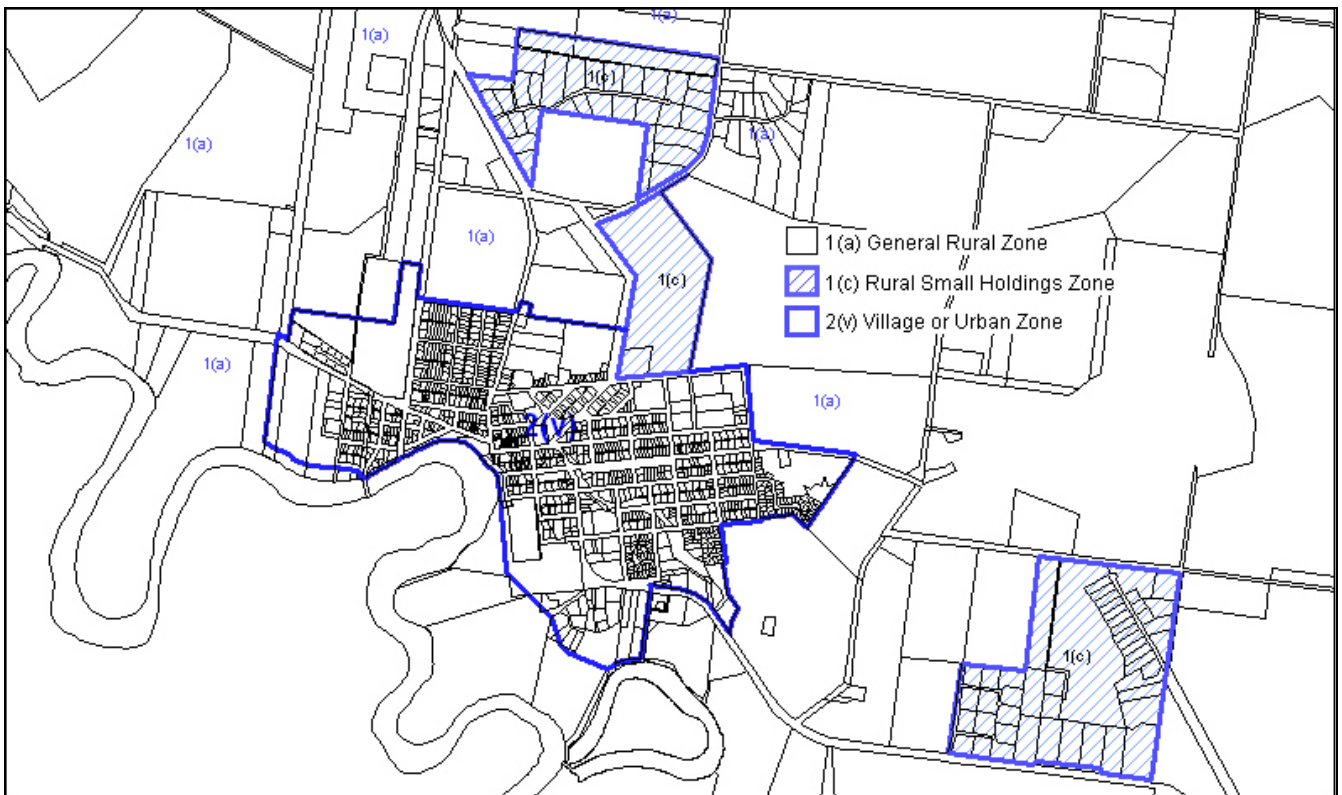 1(a)
1(a)
1(c)
1(a)
1(a)
1(a)
1(a) General Rural Zone
1(c)
1(c) Rural Small Holdings Zone
2(v) Village or Urban Zone
1(a)
1(a)
2(v)
1(c)